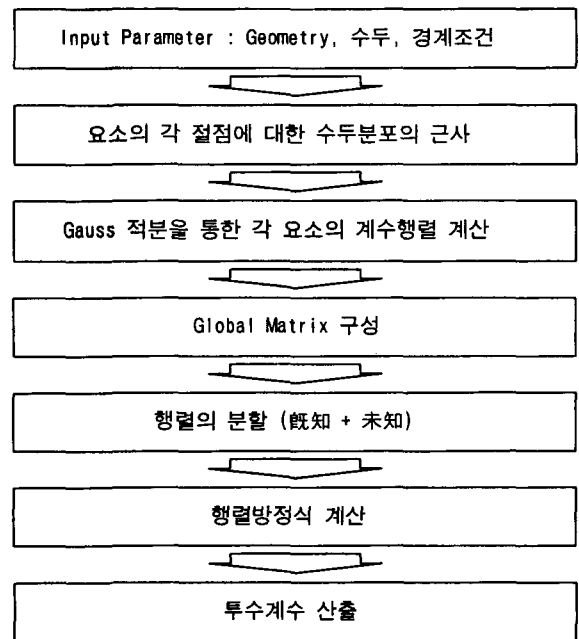 Input Parameter : Geometry, 수두, 경계조건
요소의 각 절점에 대한 수두분포의 근사
Gauss 적분을 통한 각 요소의 계수행렬 계산
Global Matrix 구성
행렬의 분할 (旣知 + 未知)
행렬방정식 계산
투수계수 산출